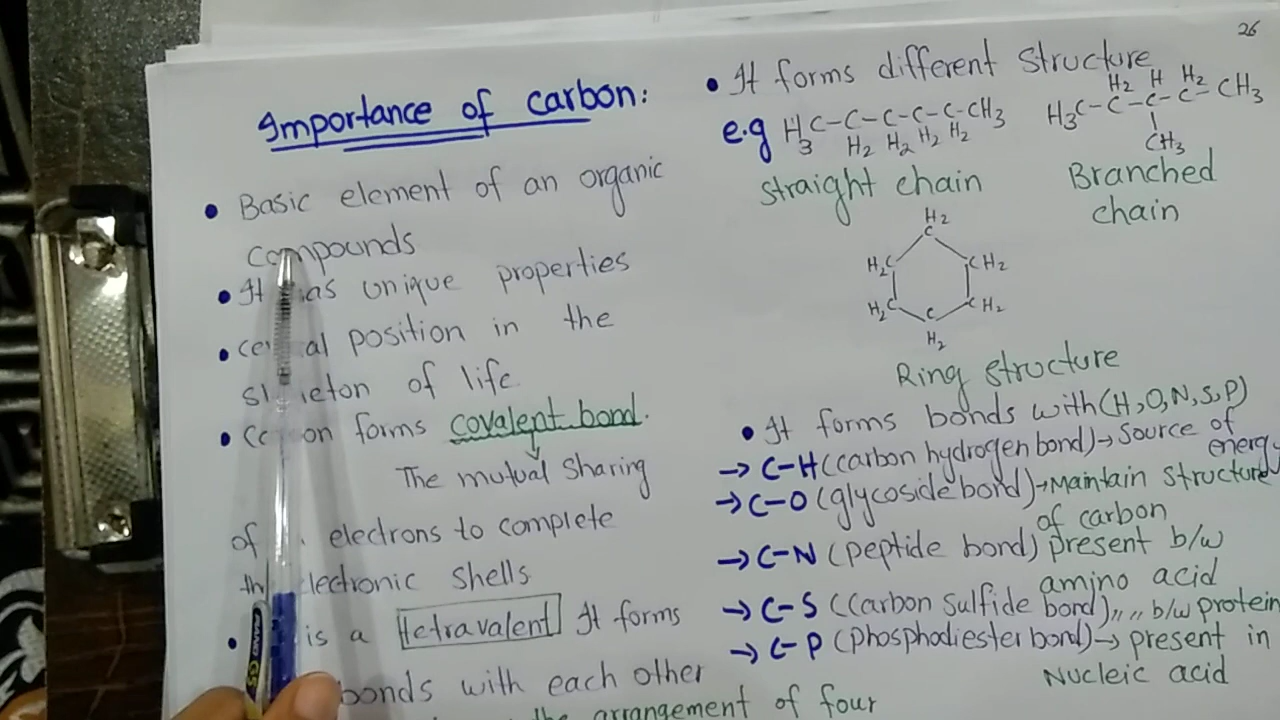 26
Importance of carbon:
• Basic element of an organic
compounds
• It has unique properties
• position in the
of life
• forms covalent bond.
The mutual sharing
of electrons to complete
electronic shells
• is a tetravalent It forms
bonds with each other
the arrangement of four
• It forms different structure
e.g H3C-C-C-C-C-CH3
H2 H2 H2 H2
straight chain
H2 H H2
H3C-C-C-C-CH3
CH3
Branched
chain
H2
C
H2C CH2
H2C CH2
C
H2
Ring structure
• It forms bonds with (H,O,N,S,P)
→ C-H (carbon hydrogen bond) → Source of
energy
→ C-O (glycoside bond) → Maintain structure
of carbon
→ C-N (peptide bond) present b/w
amino acid
→ C-S (Carbon sulfide bond) ,, ,, b/w protein
→ C-P (phosphodiester bond) → present in
Nucleic acid